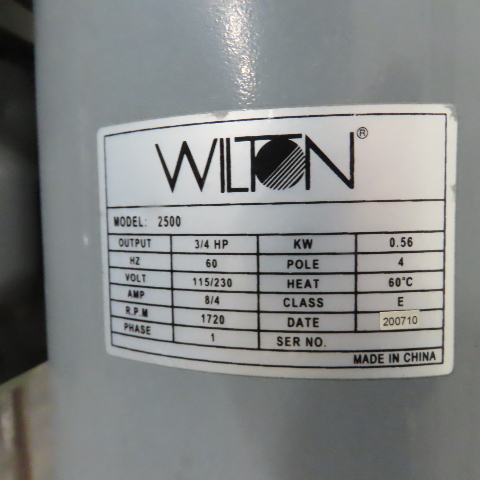 WILTON®
MODEL: 2500
OUTPUT 3/4 HP KW 0.56
HZ 60 POLE 4
VOLT 115/230 HEAT 60°C
AMP 8/4 CLASS E
R.P.M 1720 DATE 200710
PHASE 1 SER NO.
MADE IN CHINA